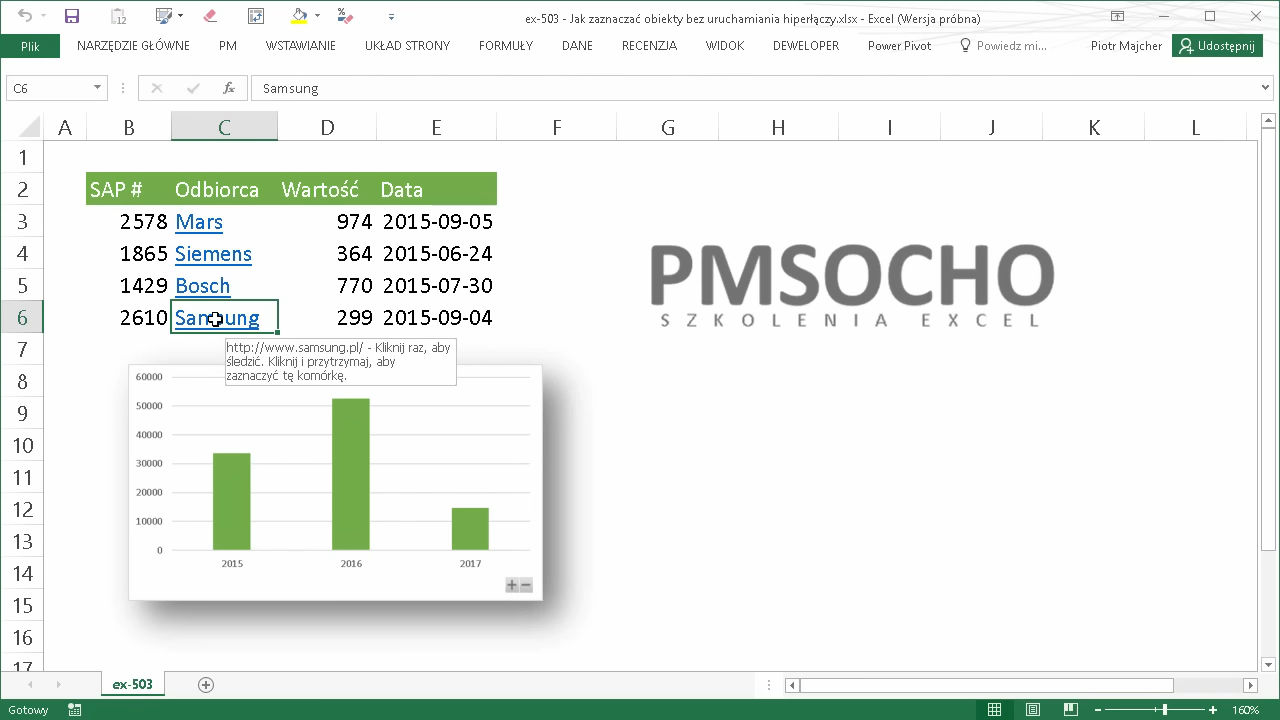 ex-503 - Jak zaznaczać obiekty bez uruchamiania hiperłączy.xlsx - Excel (Wersja próbna)
Plik NARZĘDZIE GŁÓWNE PM WSTAWIANIE UKŁAD STRONY FORMUŁY DANE RECENZJA WIDOK DEWELOPER Power Pivot Powiedz mi... Piotr Majcher Udostępnij
C6 fx Samsung
A B C D E F G H I J K L
1
2 SAP # Odbiorca Wartość Data
3 2578 Mars 974 2015-09-05
4 1865 Siemens 364 2015-06-24
5 1429 Bosch 770 2015-07-30
6 2610 Samsung 299 2015-09-04
PMSOCHO
SZKOLENIA EXCEL
http://www.samsung.pl/ - Kliknij raz, aby
śledzić. Kliknij i przytrzymaj, aby
zaznaczyć tę komórkę.
7
8
9
10
11
12
13
14
15
16
17
60000
50000
40000
30000
20000
10000
0
2015 2016 2017
ex-503
Gotowy 160%